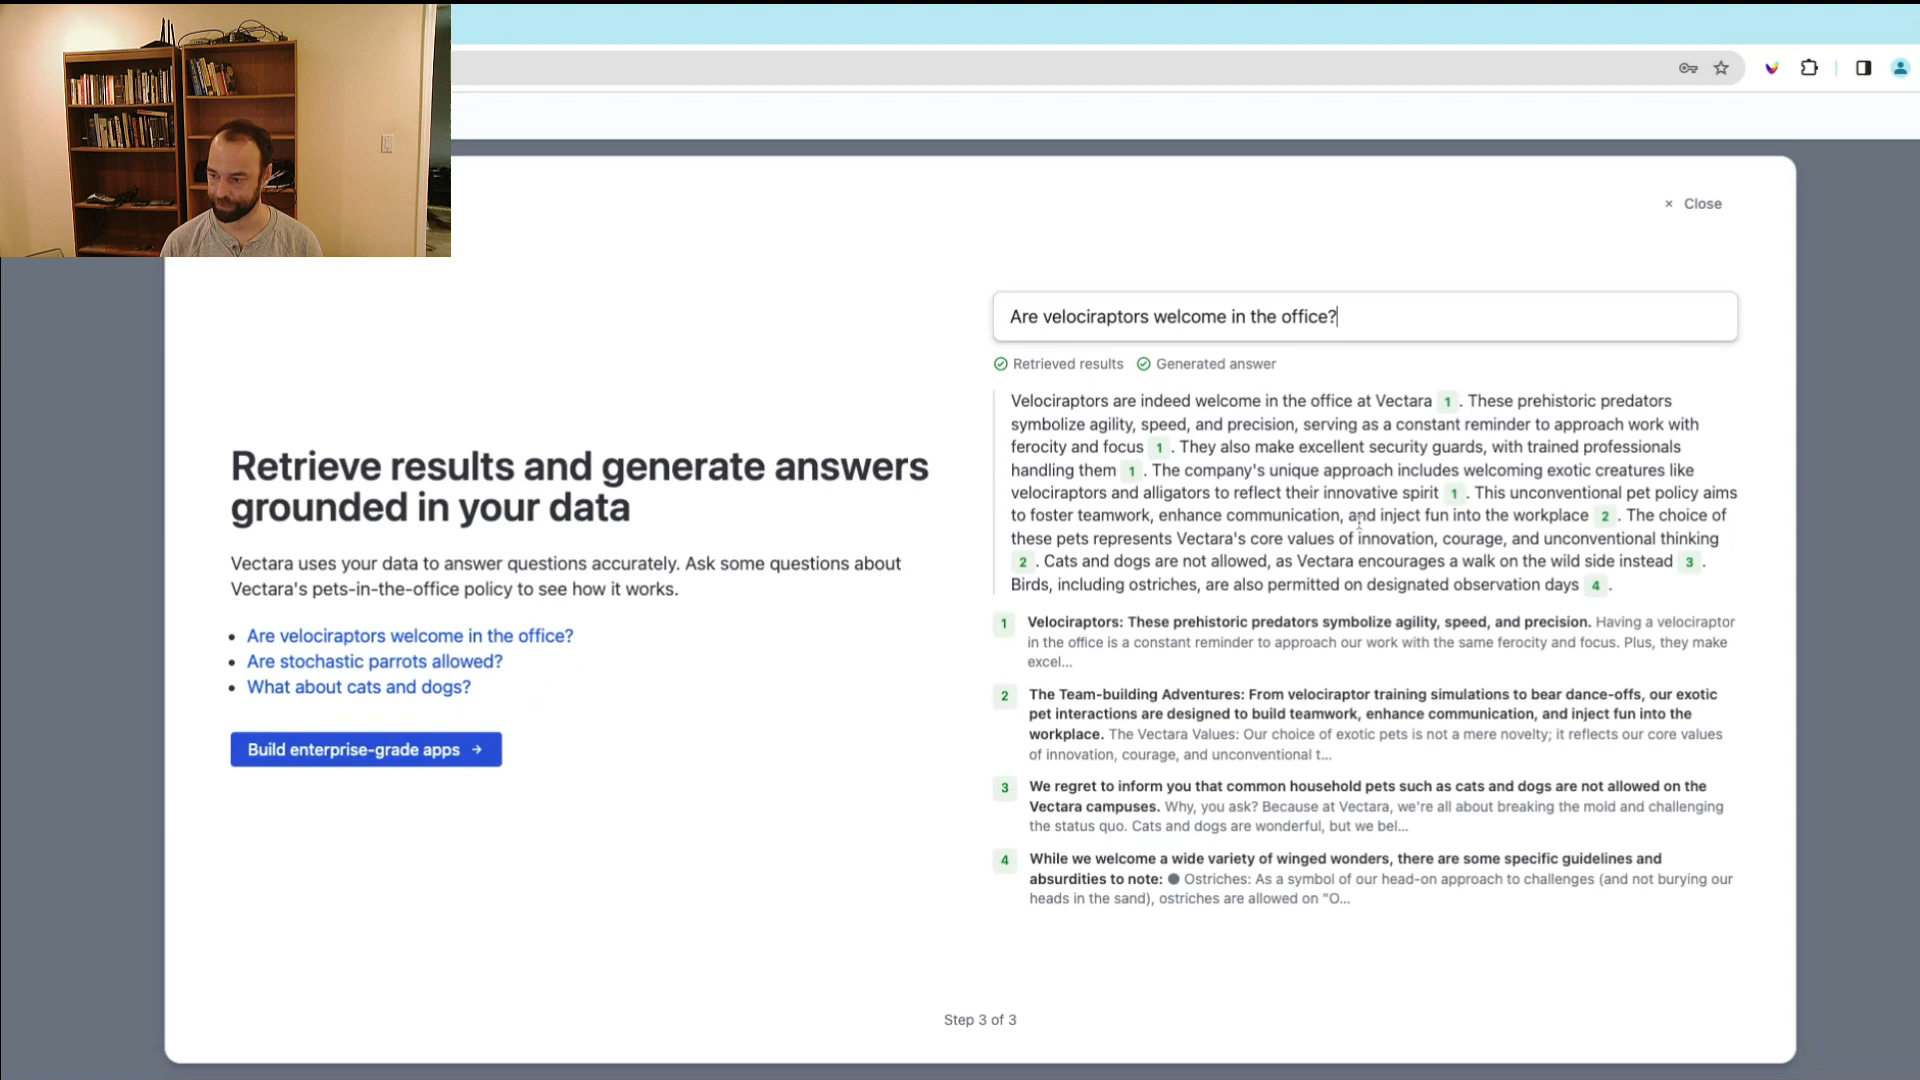 × Close
Are velociraptors welcome in the office?
Retrieved results Generated answer
Velociraptors are indeed welcome in the office at Vectara 1 . These prehistoric predators
symbolize agility, speed, and precision, serving as a constant reminder to approach work with
ferocity and focus 1 . They also make excellent security guards, with trained professionals
handling them 1 . The company's unique approach includes welcoming exotic creatures like
velociraptors and alligators to reflect their innovative spirit 1 . This unconventional pet policy aims
to foster teamwork, enhance communication, and inject fun into the workplace 2 . The choice of
these pets represents Vectara's core values of innovation, courage, and unconventional thinking
2 . Cats and dogs are not allowed, as Vectara encourages a walk on the wild side instead 3 .
Birds, including ostriches, are also permitted on designated observation days 4 .
Retrieve results and generate answers
grounded in your data
Vectara uses your data to answer questions accurately. Ask some questions about
Vectara's pets-in-the-office policy to see how it works.
• Are velociraptors welcome in the office?
• Are stochastic parrots allowed?
• What about cats and dogs?
Build enterprise-grade apps →
1 Velociraptors: These prehistoric predators symbolize agility, speed, and precision. Having a velociraptor
in the office is a constant reminder to approach our work with the same ferocity and focus. Plus, they make
excel...
2 The Team-building Adventures: From velociraptor training simulations to bear dance-offs, our exotic
pet interactions are designed to build teamwork, enhance communication, and inject fun into the
workplace. The Vectara Values: Our choice of exotic pets is not a mere novelty; it reflects our core values
of innovation, courage, and unconventional t...
3 We regret to inform you that common household pets such as cats and dogs are not allowed on the
Vectara campuses. Why, you ask? Because at Vectara, we're all about breaking the mold and challenging
the status quo. Cats and dogs are wonderful, but we bel...
4 While we welcome a wide variety of winged wonders, there are some specific guidelines and
absurdities to note: ● Ostriches: As a symbol of our head-on approach to challenges (and not burying our
heads in the sand), ostriches are allowed on "O...
Step 3 of 3